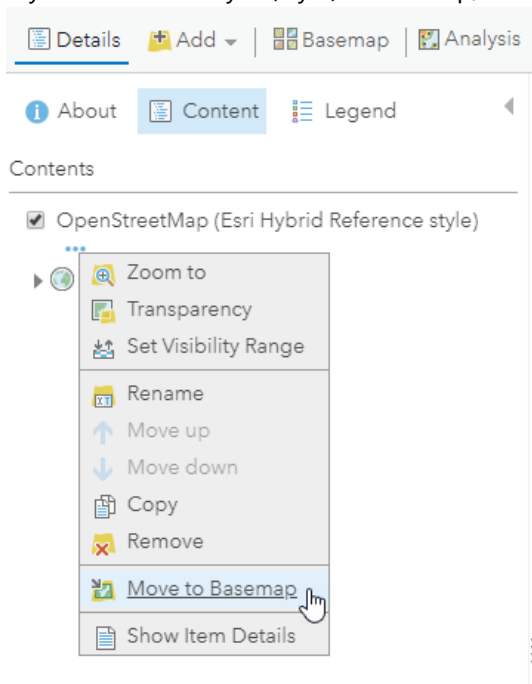 Details Add Basemap Analysis
About Content Legend
Contents
OpenStreetMap (Esri Hybrid Reference style)
Zoom to
Transparency
Set Visibility Range
Rename
Move up
Move down
Copy
Remove
Move to Basemap
Show Item Details